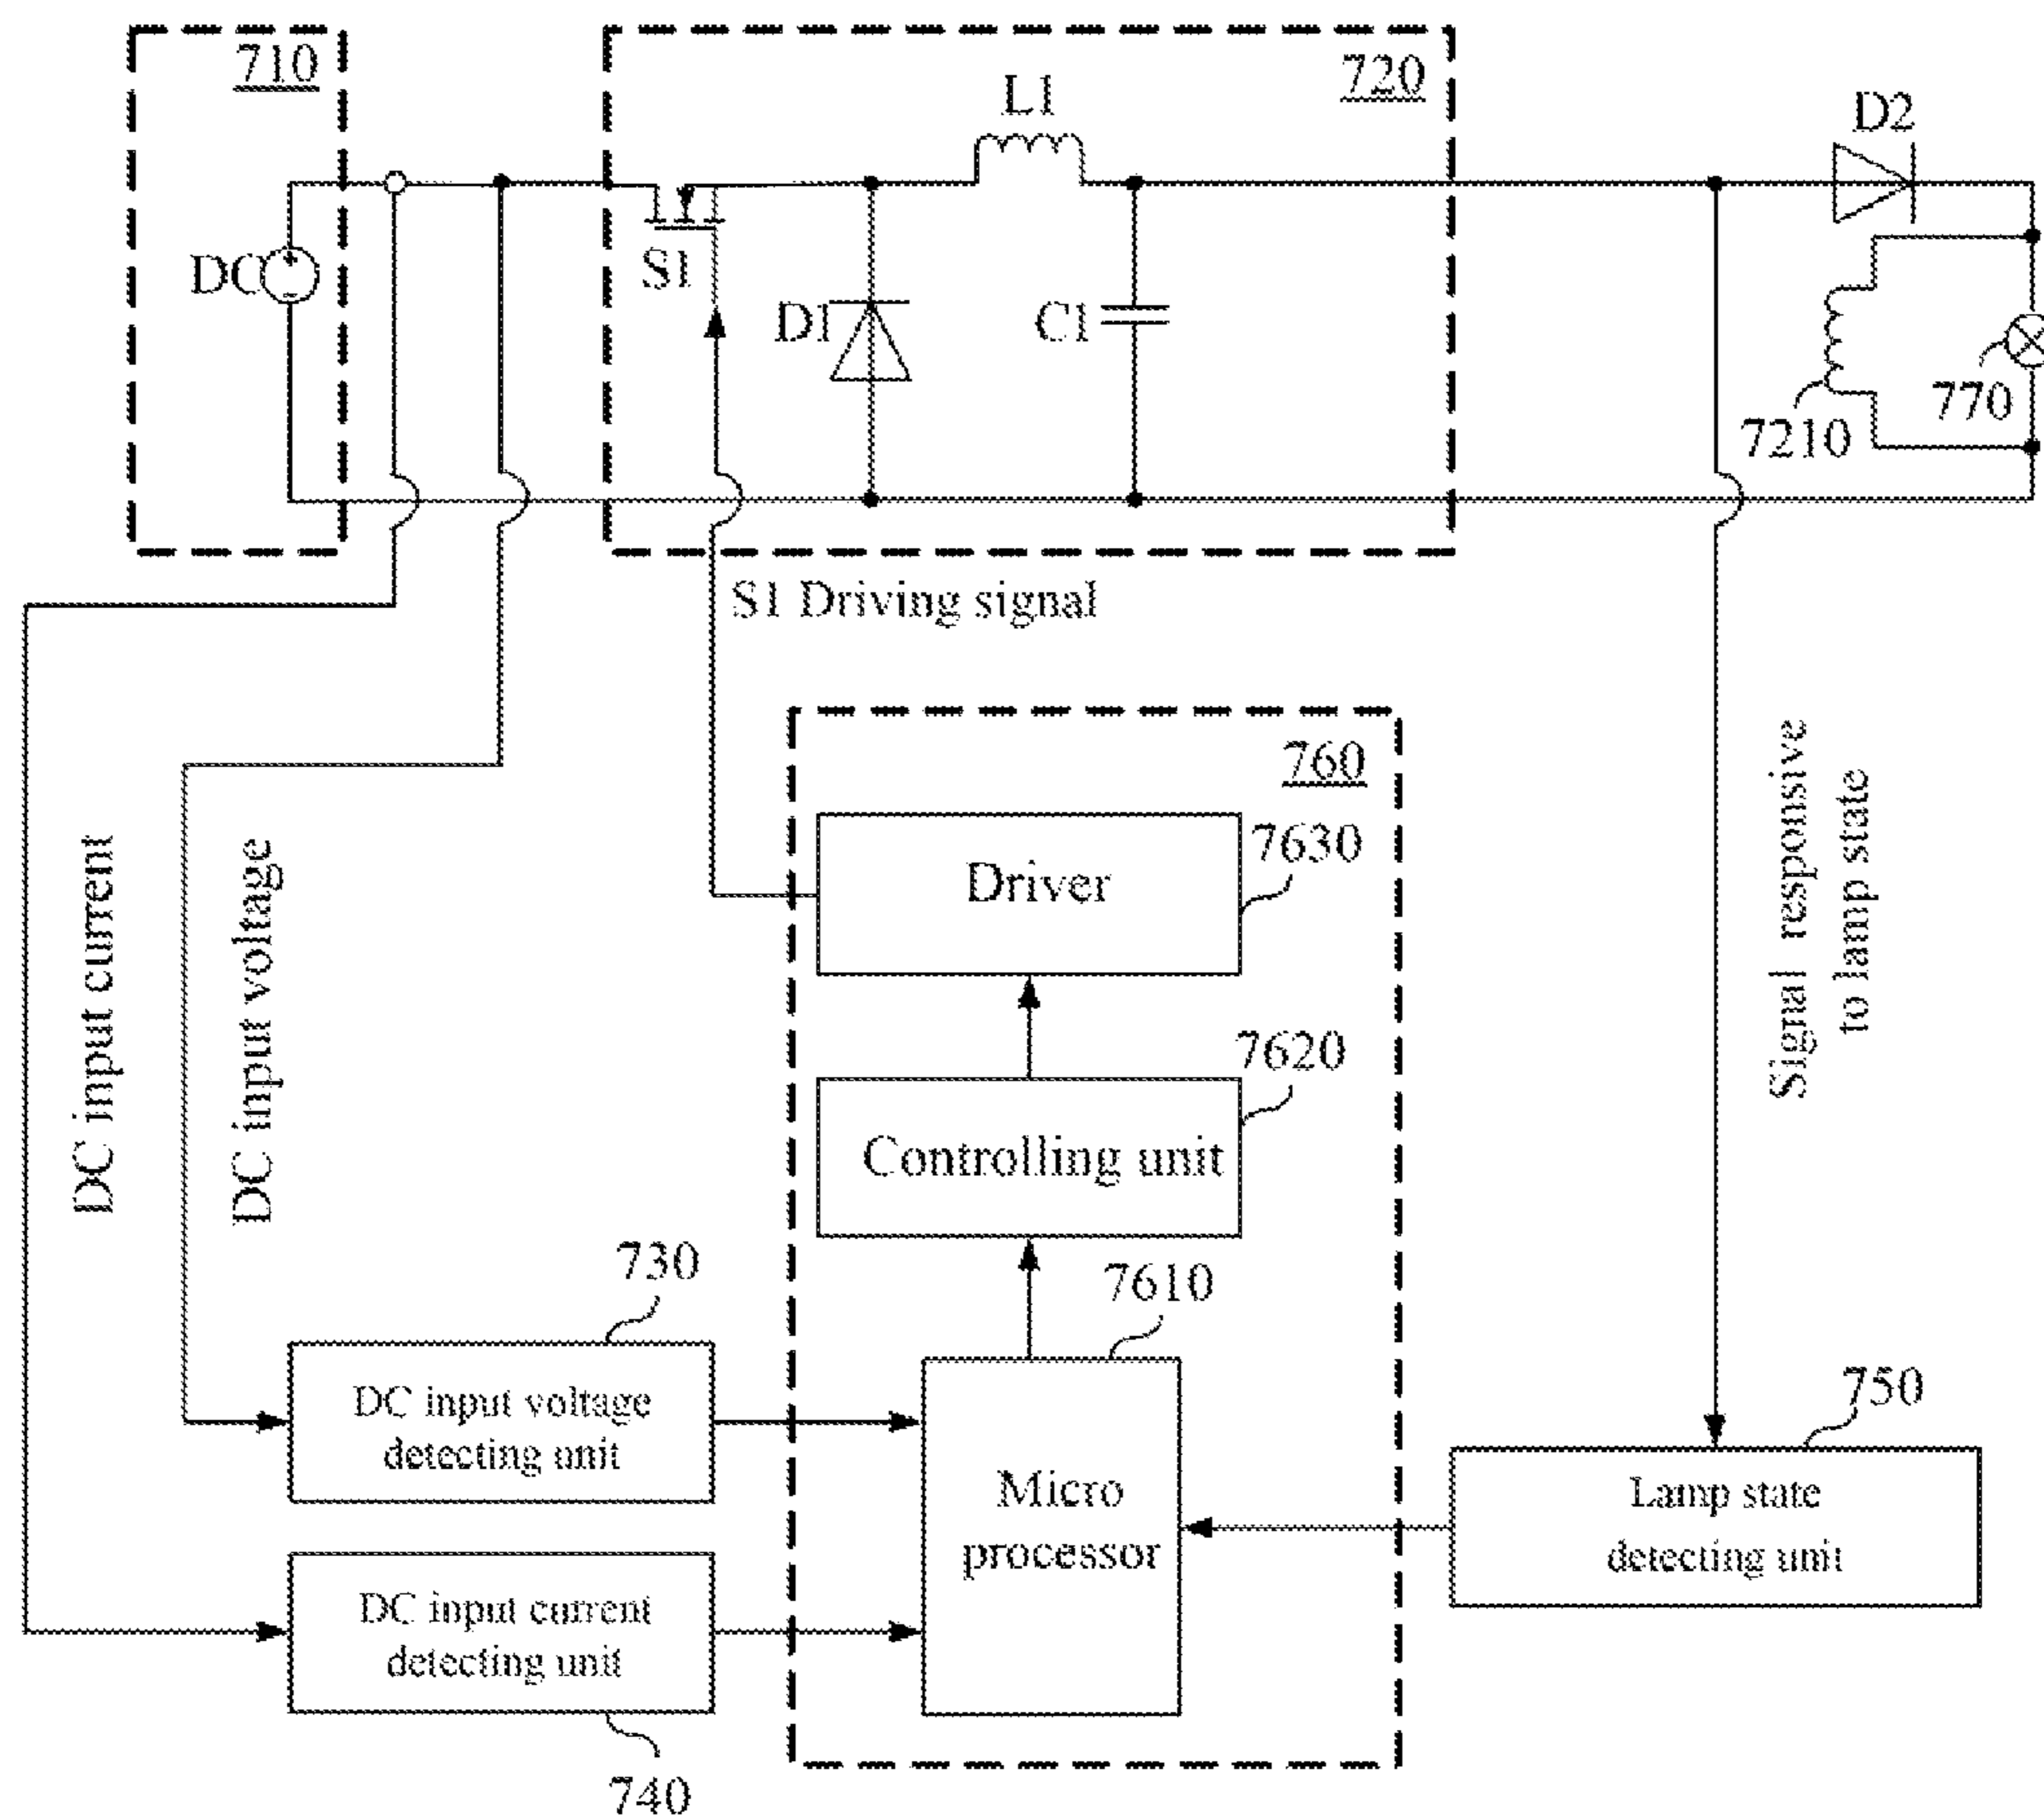 710
720
L1
D2
DC
S1
D1
C1
770
7210
S1 Driving signal
760
Driver
7630
Signal responsive
to lamp state
DC input current
DC input voltage
7620
Controlling unit
730
7610
DC input voltage
detecting unit
750
Micro
processor
Lamp state
detecting unit
DC input current
detecting unit
740